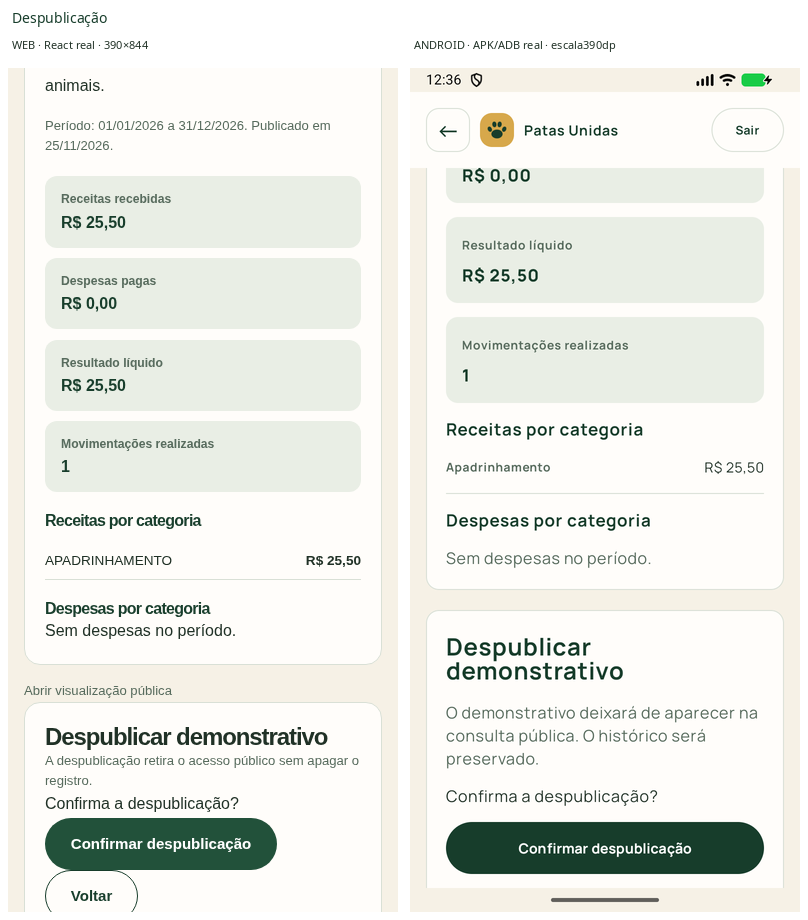 Despublicação
WEB · React real · 390×844
animais.
Período: 01/01/2026 a 31/12/2026. Publicado em
25/11/2026.
Receitas recebidas
R$ 25,50
Despesas pagas
R$ 0,00
Resultado líquido
R$ 25,50
Movimentações realizadas
1
Receitas por categoria
APADRINHAMENTO R$ 25,50
Despesas por categoria
Sem despesas no período.
Abrir visualização pública
Despublicar demonstrativo
A despublicação retira o acesso público sem apagar o
registro.
Confirma a despublicação?
Confirmar despublicação
Voltar
ANDROID · APK/ADB real · escala390dp
12:36
Patas Unidas
Sair
R$ 0,00
Resultado líquido
R$ 25,50
Movimentações realizadas
1
Receitas por categoria
Apadrinhamento R$ 25,50
Despesas por categoria
Sem despesas no período.
Despublicar
demonstrativo
O demonstrativo deixará de aparecer na
consulta pública. O histórico será
preservado.
Confirma a despublicação?
Confirmar despublicação